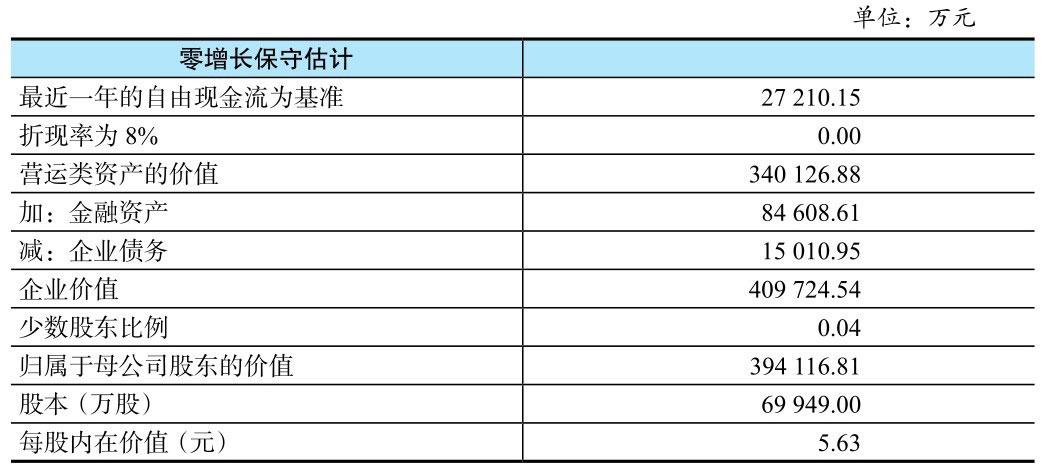 单位：万元
零增长保守估计
最近一年的自由现金流为基准 27 210.15
折现率为 8% 0.00
营运类资产的价值 340 126.88
加：金融资产 84 608.61
减：企业债务 15 010.95
企业价值 409 724.54
少数股东比例 0.04
归属于母公司股东的价值 394 116.81
股本（万股） 69 949.00
每股内在价值（元） 5.63